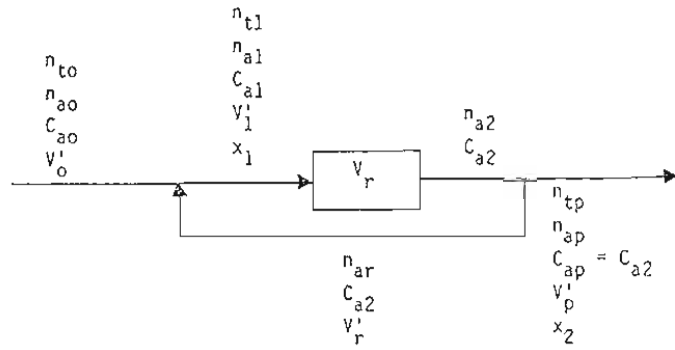 n_to
n_ao
C_ao
V'_o
n_t1
n_a1
C_a1
V'_1
x_1
V_r
n_a2
C_a2
n_tp
n_ap
C_ap = C_a2
V'_p
x_2
n_ar
C_a2
V'_r